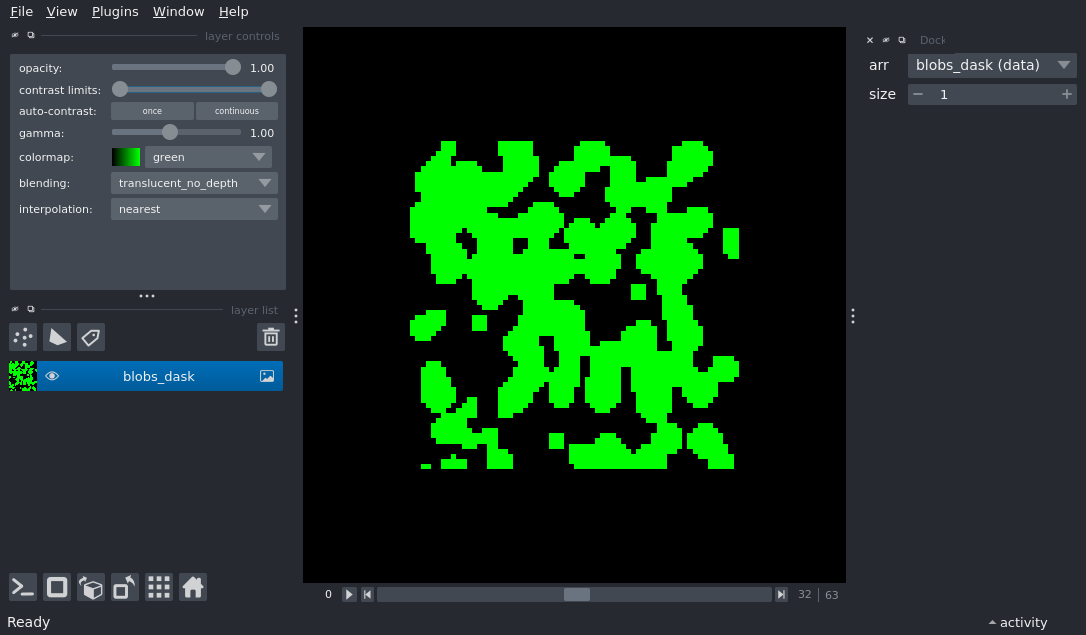 File View Plugins Window Help
layer controls
opacity: 1.00
contrast limits:
auto-contrast: once continuous
gamma: 1.00
colormap: green
blending: translucent_no_depth
interpolation: nearest
layer list
blobs_dask
0 32 63
Dock
arr blobs_dask (data)
size 1
Ready
activity